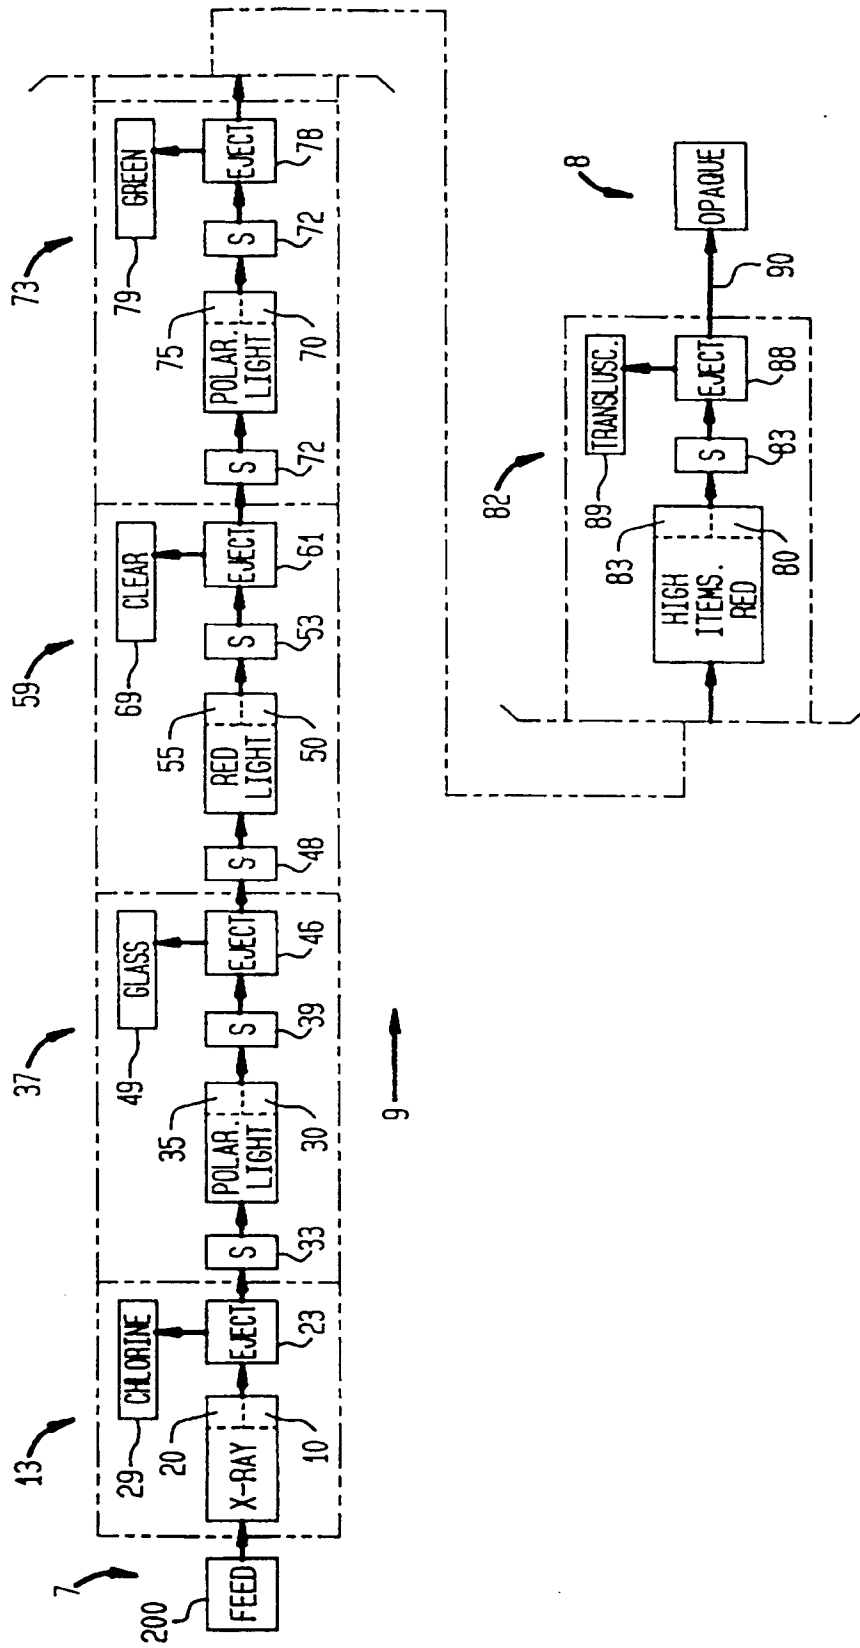 7
200
FEED
13
29
CHLORINE
20
X-RAY
10
EJECT
23
37
49
GLASS
S
33
35
POLAR.
LIGHT
30
S
39
EJECT
46
9
59
69
CLEAR
S
48
55
RED
LIGHT
50
S
53
EJECT
61
73
79
GREEN
S
72
75
POLAR.
LIGHT
70
S
72
EJECT
78
82
89
TRANSLUSC.
83
HIGH
ITEMS.
RED
80
S
83
EJECT
88
90
8
OPAQUE